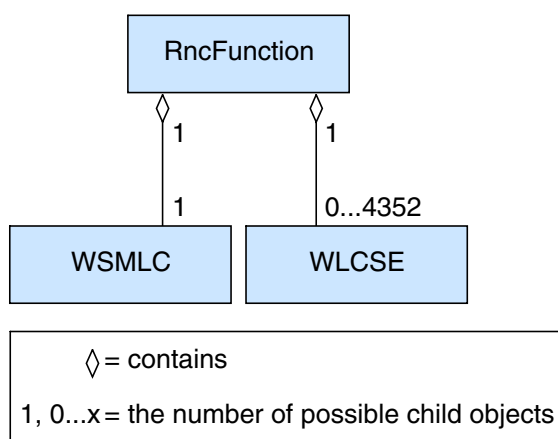 RncFunction
1 1
1 0...4352
WSMLC WLCSE
◊ = contains
1, 0...x = the number of possible child objects